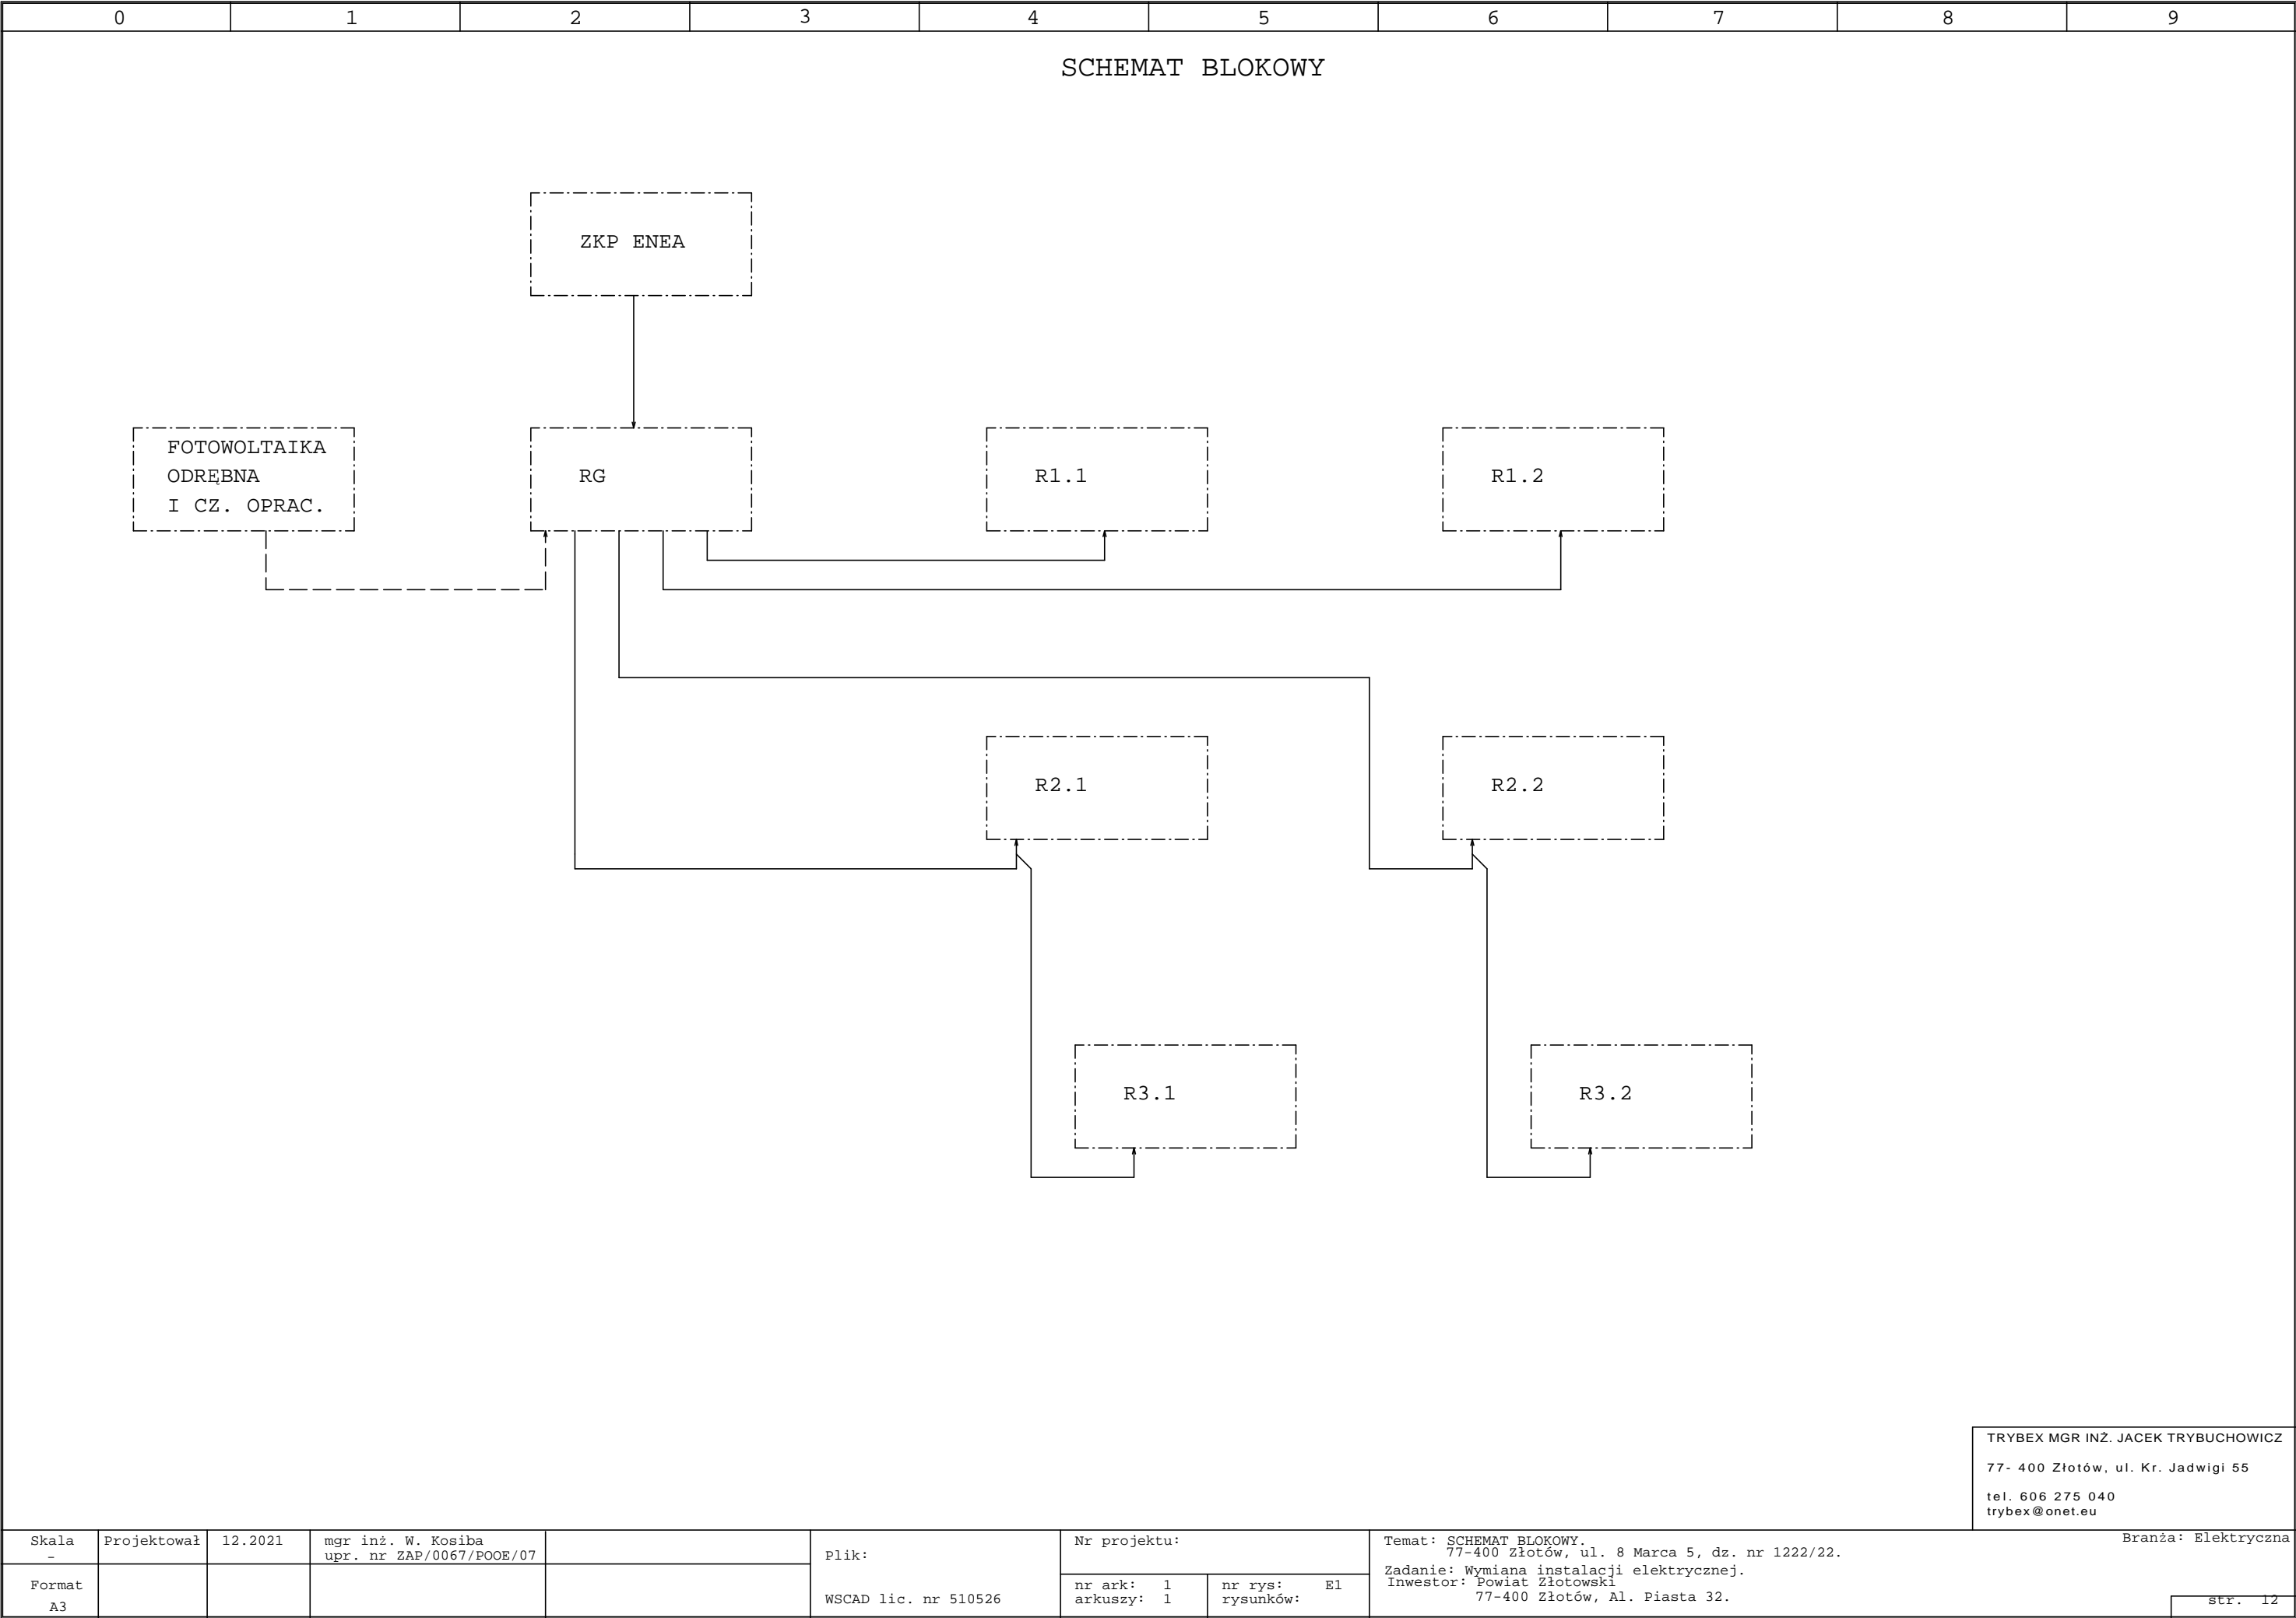 0 1 2 3 4 5 6 7 8 9
SCHEMAT BLOKOWY
ZKP ENEA
FOTOWOLTAIKA
ODRĘBNA
I CZ. OPRAC.
RG
R1.1
R1.2
R2.1
R2.2
R3.1
R3.2
TRYBEX MGR INŻ. JACEK TRYBUCHOWICZ
77- 400 Złotów, ul. Kr. Jadwigi 55
tel. 606 275 040
trybex@onet.eu
Skala
-
Format
A3
Projektował
12.2021
mgr inż. W. Kosiba
upr. nr ZAP/0067/POOE/07
Plik:
WSCAD lic. nr 510526
Nr projektu:
nr ark: 1
arkuszy: 1
nr rys: E1
rysunków:
Temat: SCHEMAT BLOKOWY.
77-400 Złotów, ul. 8 Marca 5, dz. nr 1222/22.
Zadanie: Wymiana instalacji elektrycznej.
Inwestor: Powiat Złotowski
77-400 Złotów, Al. Piasta 32.
Branża: Elektryczna
str. 12